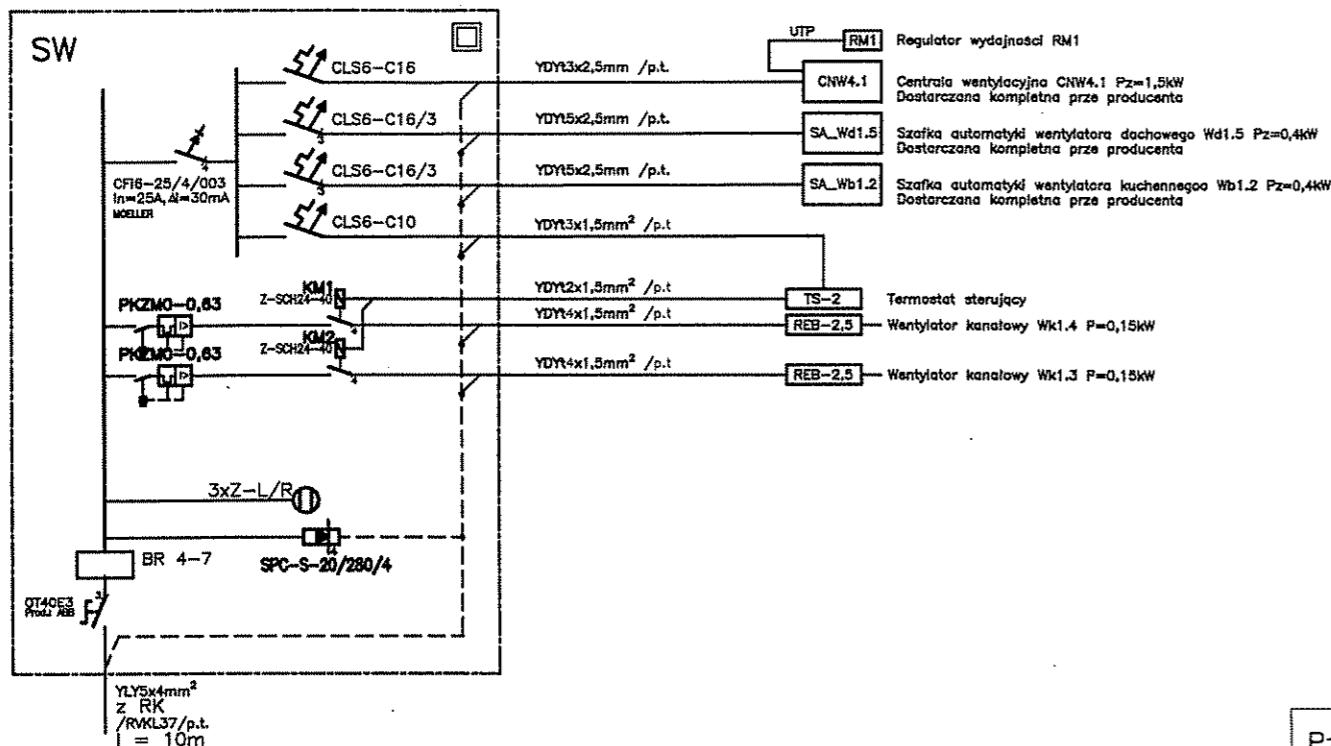 SW
CLS6-C16
YDYt3x2,5mm /p.t.
UTP
RM1
Regulator wydajności RM1
CNW4.1
Centrala wentylacyjna CNW4.1 Pz=1,5kW
Dostarczana kompletna prze producenta
CLS6-C16/3
3
YDYt5x2,5mm /p.t.
SA_Wd1.5
Szafka automatyki wentylatora dachowego Wd1.5 Pz=0,4kW
Dostarczana kompletna prze producenta
4
CFI6-25/4/003
In=25A, ΔI=30mA
MOELLER
CLS6-C16/3
3
YDYt5x2,5mm /p.t.
SA_Wb1.2
Szafka automatyki wentylatora kuchennegoo Wb1.2 Pz=0,4kW
Dostarczana kompletna prze producenta
CLS6-C10
YDYt3x1,5mm² /p.t
KM1
Z-SCH24-40
YDYt2x1,5mm² /p.t
TS-2
Termostat sterujący
PKZM0-0,63
4
YDYt4x1,5mm² /p.t
REB-2,5
Wentylator kanałowy Wk1.4 P=0,15kW
KM2
Z-SCH24-40
PKZM0-0,63
4
YDYt4x1,5mm² /p.t
REB-2,5
Wentylator kanałowy Wk1.3 P=0,15kW
3xZ-L/R
SPC-S-20/280/4
BR 4-7
OT40E3
Prod.: ABB
3
YLY5x4mm²
z RK
/RVKL37/p.t.
l = 10m